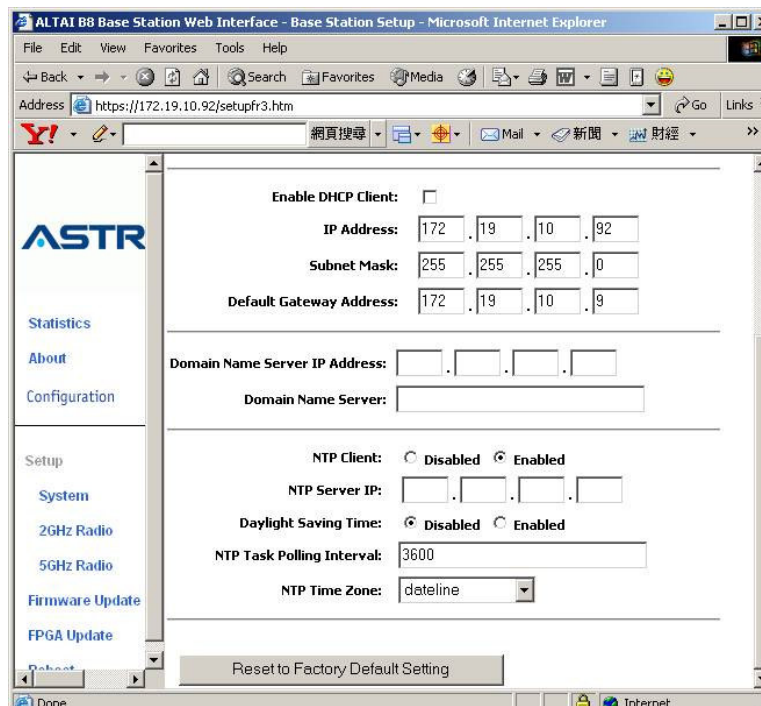 ALTAI B8 Base Station Web Interface - Base Station Setup - Microsoft Internet Explorer
File Edit View Favorites Tools Help
Back Search Favorites Media
Address https://172.19.10.92/setupfr3.htm Go Links
Y! 網頁搜尋 Mail 新聞 財經 »
ASTR
Statistics
About
Configuration
Setup
System
2GHz Radio
5GHz Radio
Firmware Update
FPGA Update
Reboot
Enable DHCP Client:
IP Address: 172 . 19 . 10 . 92
Subnet Mask: 255 . 255 . 255 . 0
Default Gateway Address: 172 . 19 . 10 . 9
Domain Name Server IP Address: . . .
Domain Name Server:
NTP Client: Disabled Enabled
NTP Server IP: . . .
Daylight Saving Time: Disabled Enabled
NTP Task Polling Interval: 3600
NTP Time Zone: dateline
Reset to Factory Default Setting
Done Internet